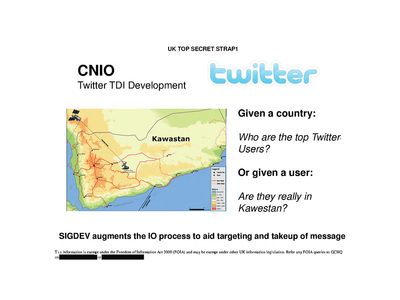 UK TOP SECRET STRAP1
CNIO
Twitter TDI Development
twitter
Kawastan
Given a country:
Who are the top Twitter
Users?
Or given a user:
Are they really in
Kawestan?
SIGDEV augments the IO process to aid targeting and takeup of message
This information is exempt under the Freedom of Information Act 2000 (FOIA) and may be exempt under other UK information legislation. Refer any FOIA queries to GCHQ
on